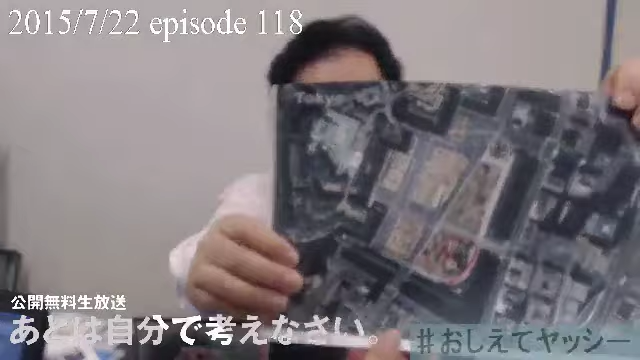 2015/7/22 episode 118
Tokyo
公開無料生放送
あとは自分で考えなさい。
#おしえてヤッシー